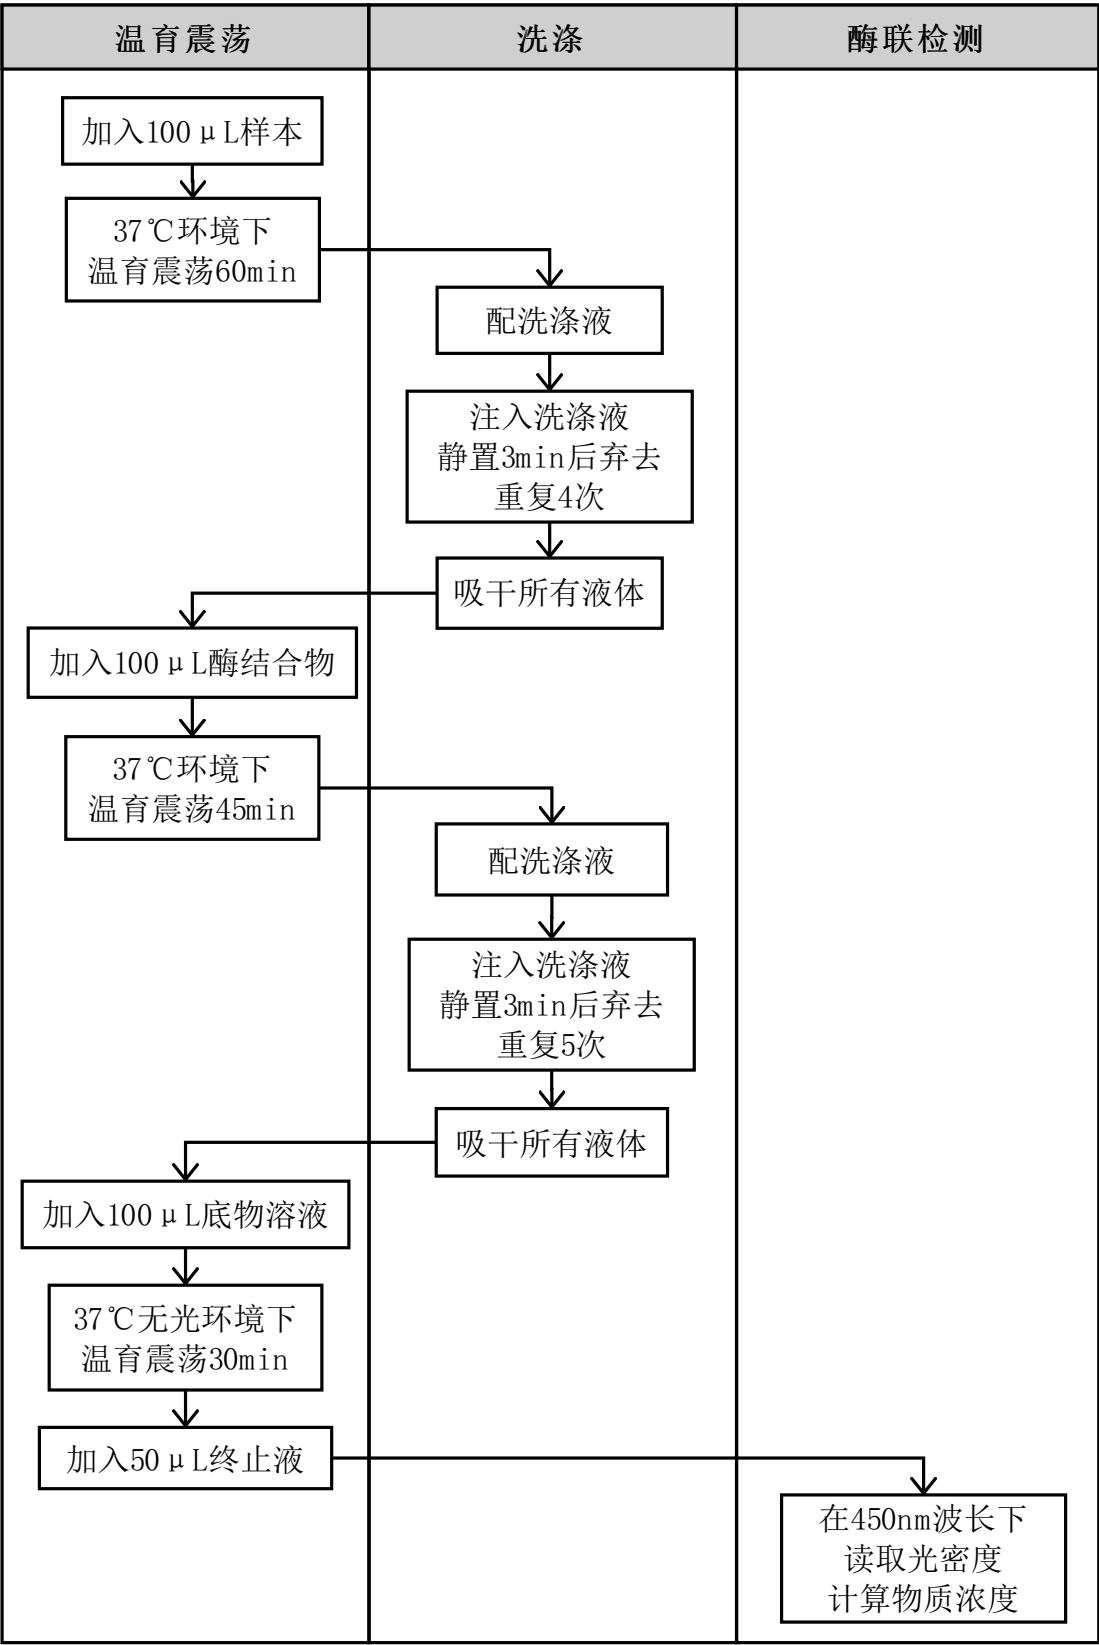 温育震荡
洗涤
酶联检测
加入100μL样本
37℃环境下
温育震荡60min
配洗涤液
注入洗涤液
静置3min后弃去
重复4次
吸干所有液体
加入100μL酶结合物
37℃环境下
温育震荡45min
配洗涤液
注入洗涤液
静置3min后弃去
重复5次
吸干所有液体
加入100μL底物溶液
37℃无光环境下
温育震荡30min
加入50μL终止液
在450nm波长下
读取光密度
计算物质浓度